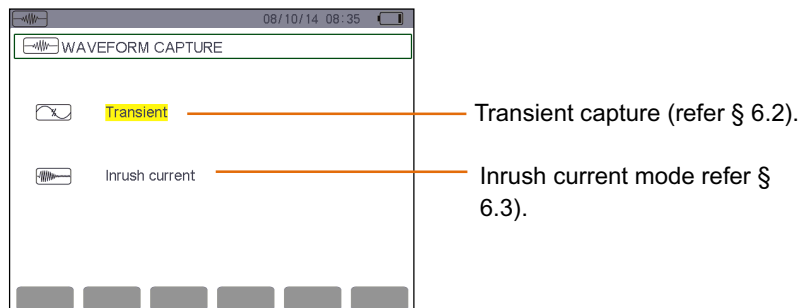 08/10/14 08:35
WAVEFORM CAPTURE
Transient
Transient capture (refer § 6.2).
Inrush current
Inrush current mode refer §
6.3).